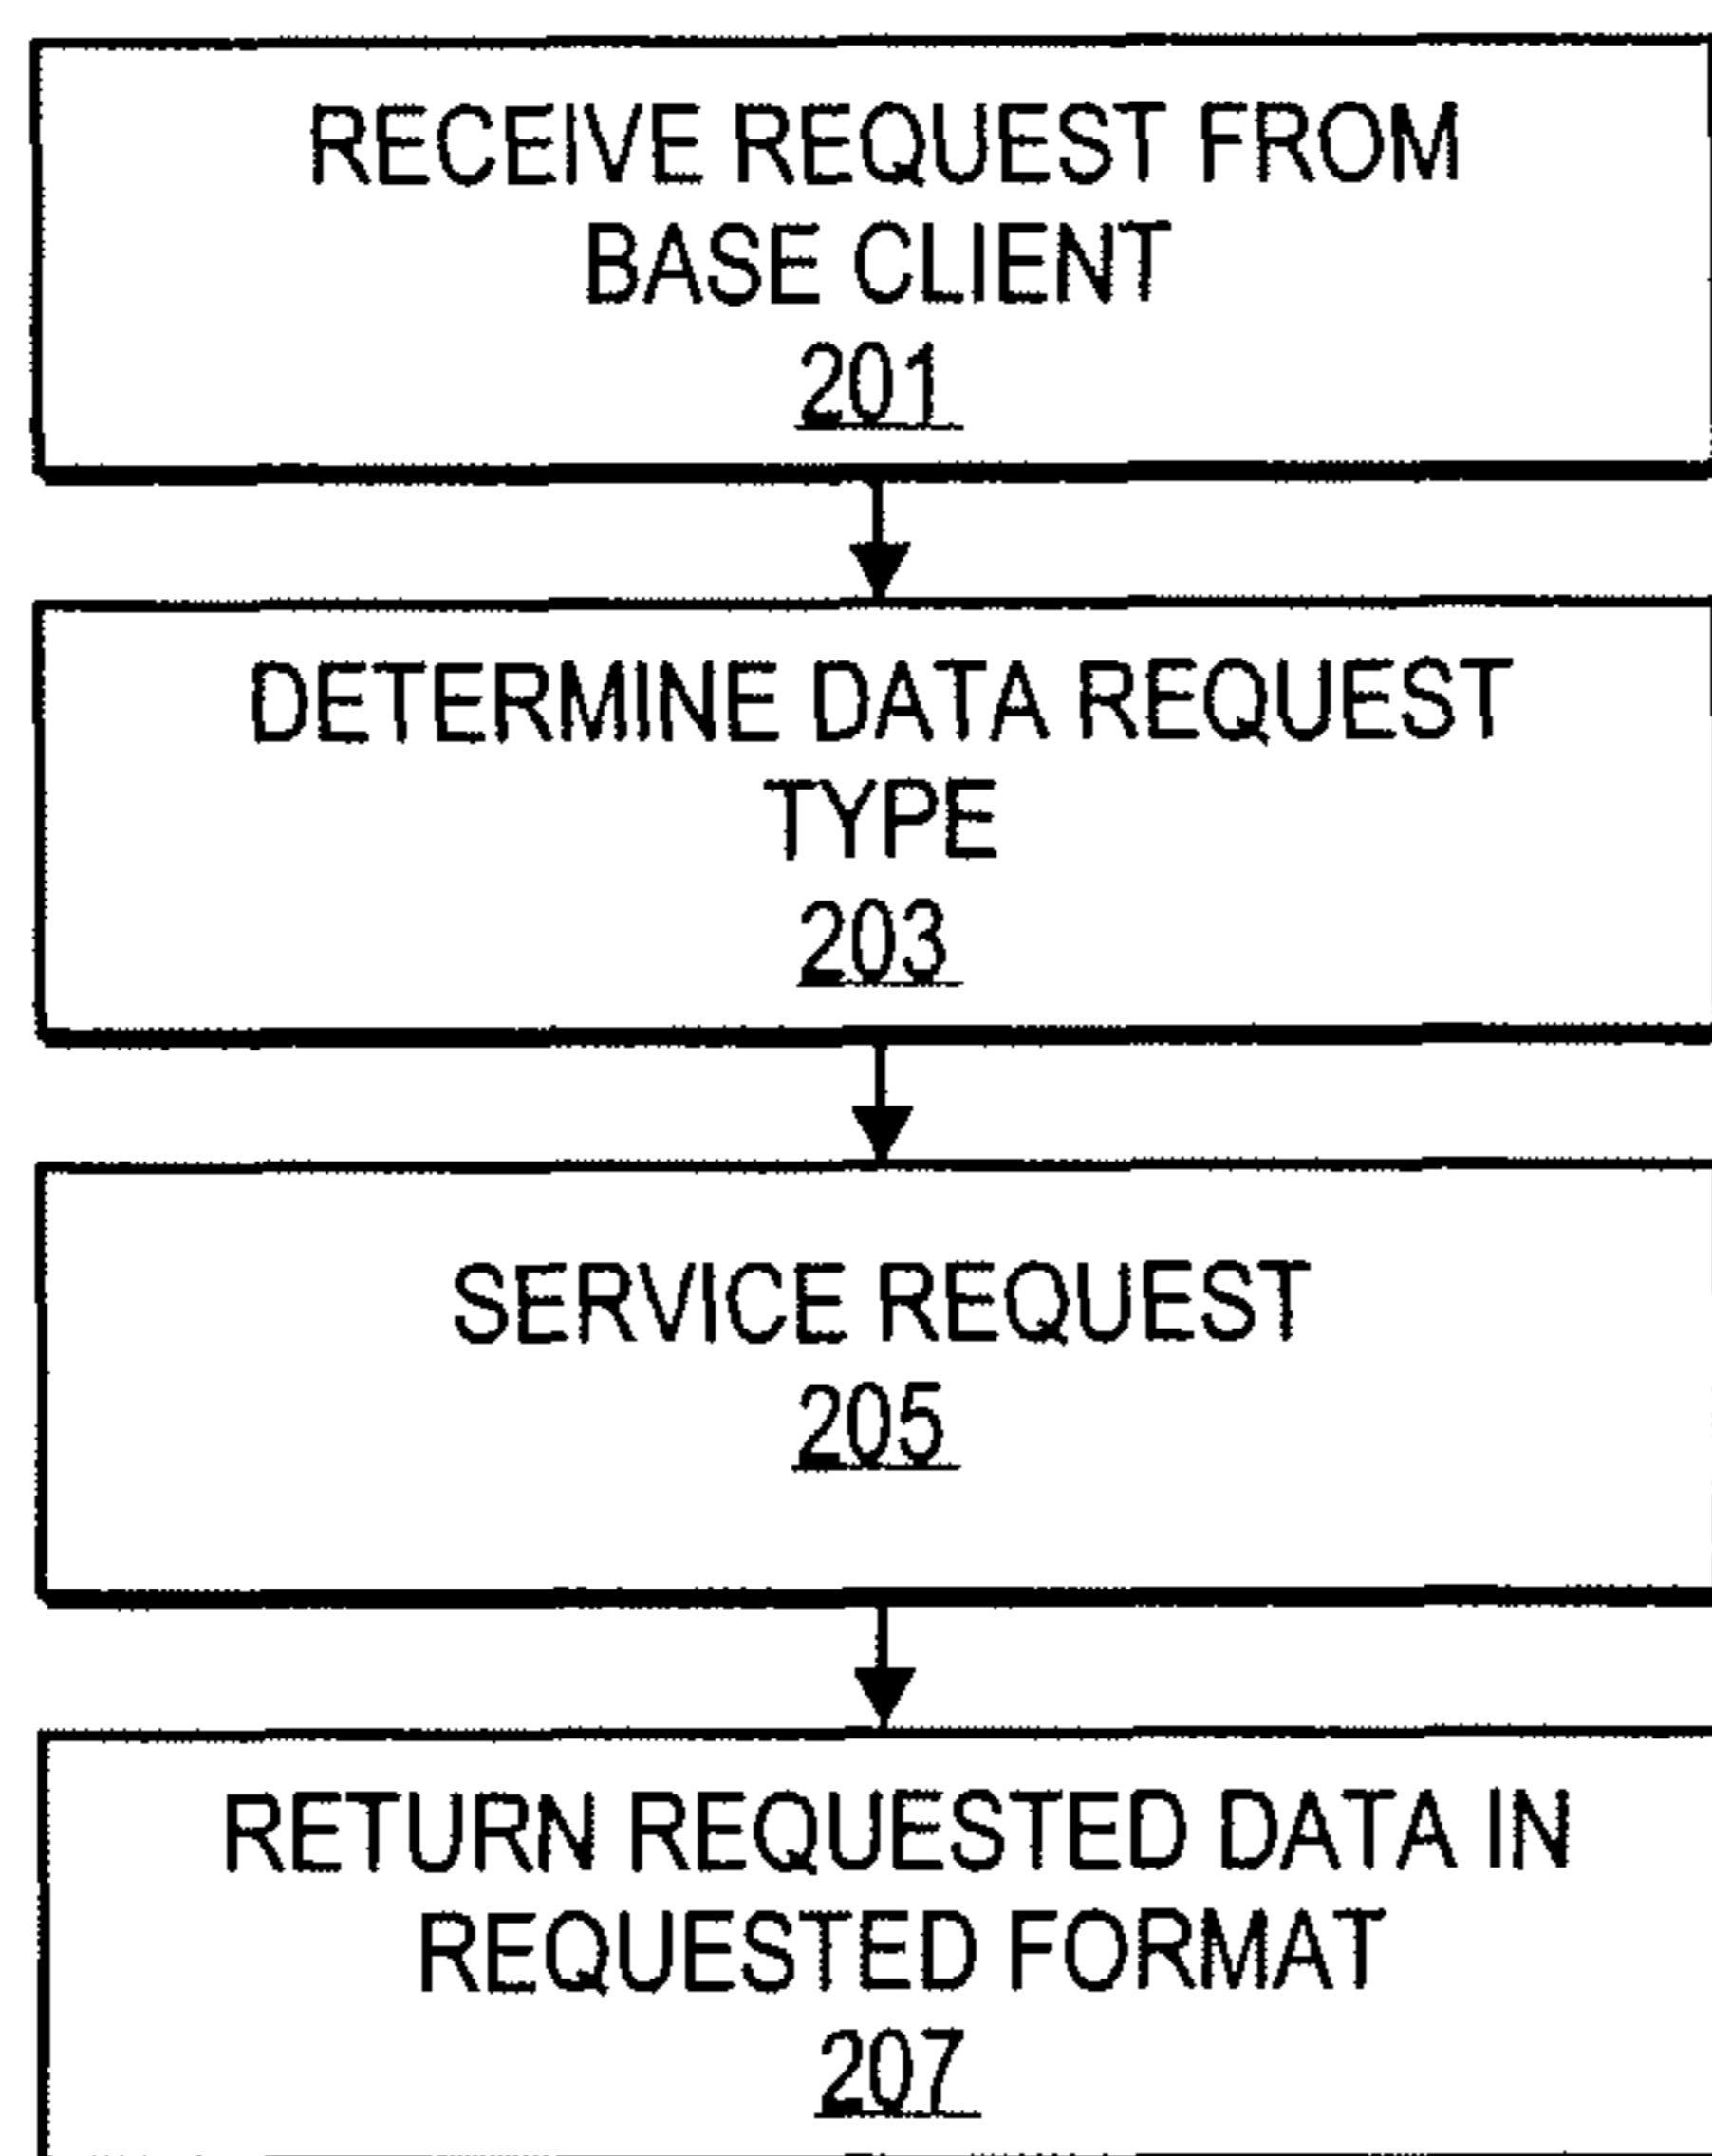 RECEIVE REQUEST FROM
BASE CLIENT
201
DETERMINE DATA REQUEST
TYPE
203
SERVICE REQUEST
205
RETURN REQUESTED DATA IN
REQUESTED FORMAT
207